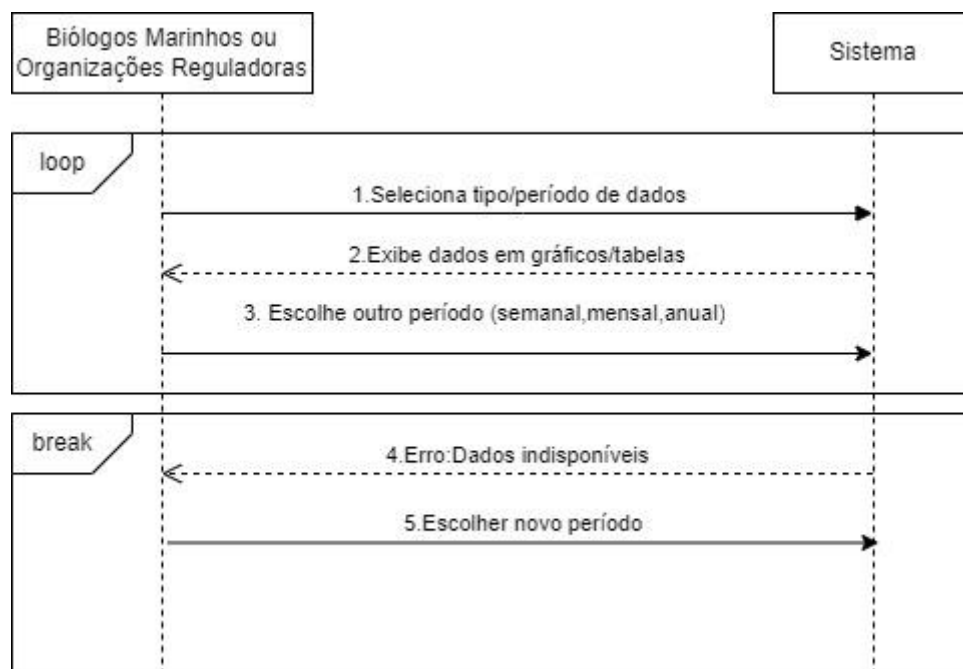 Biólogos Marinhos ou
Organizações Reguladoras
Sistema
loop
1.Seleciona tipo/período de dados
2.Exibe dados em gráficos/tabelas
3. Escolhe outro período (semanal,mensal,anual)
break
4.Erro:Dados indisponíveis
5.Escolher novo período